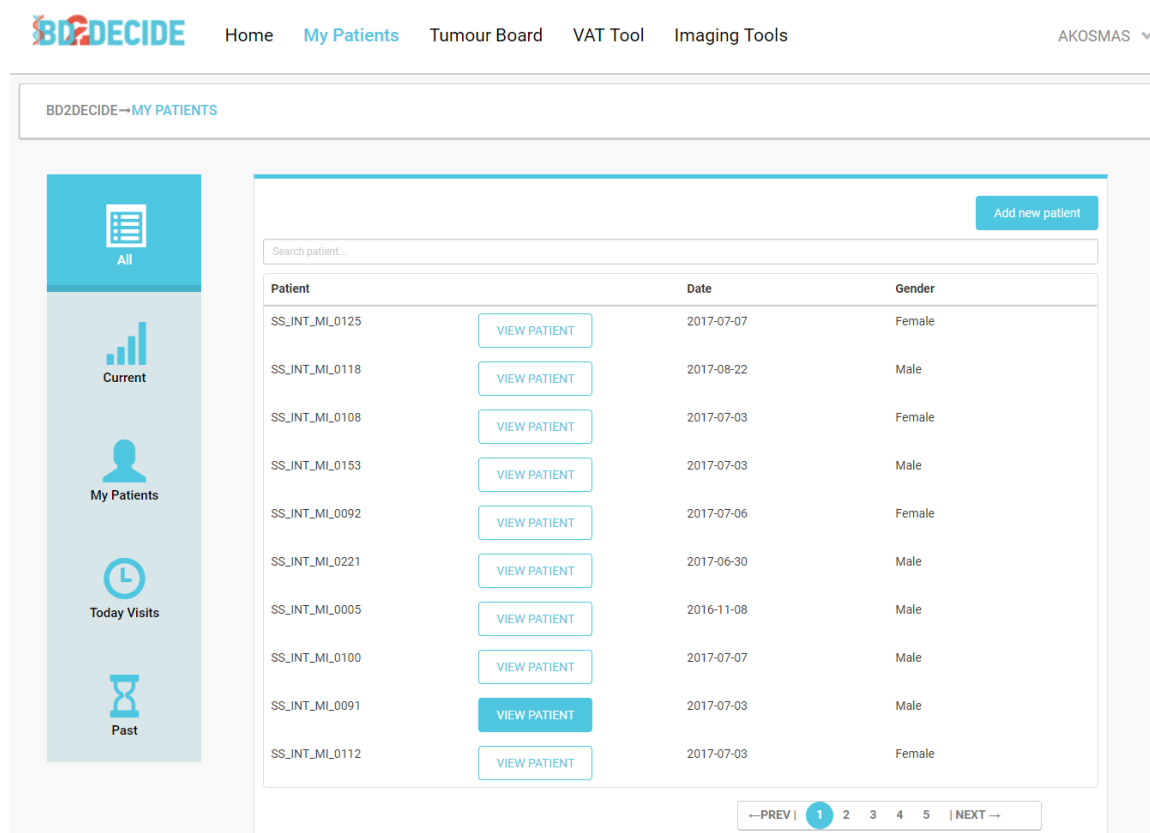 BD2DECIDE Home My Patients Tumour Board VAT Tool Imaging Tools AKOSMAS
BD2DECIDE→MY PATIENTS
All
Current
My Patients
Today Visits
Past
Add new patient
Search patient...
Patient Date Gender
SS_INT_MI_0125 VIEW PATIENT 2017-07-07 Female
SS_INT_MI_0118 VIEW PATIENT 2017-08-22 Male
SS_INT_MI_0108 VIEW PATIENT 2017-07-03 Female
SS_INT_MI_0153 VIEW PATIENT 2017-07-03 Male
SS_INT_MI_0092 VIEW PATIENT 2017-07-06 Female
SS_INT_MI_0221 VIEW PATIENT 2017-06-30 Male
SS_INT_MI_0005 VIEW PATIENT 2016-11-08 Male
SS_INT_MI_0100 VIEW PATIENT 2017-07-07 Male
SS_INT_MI_0091 VIEW PATIENT 2017-07-03 Male
SS_INT_MI_0112 VIEW PATIENT 2017-07-03 Female
←PREV | 1 2 3 4 5 | NEXT→